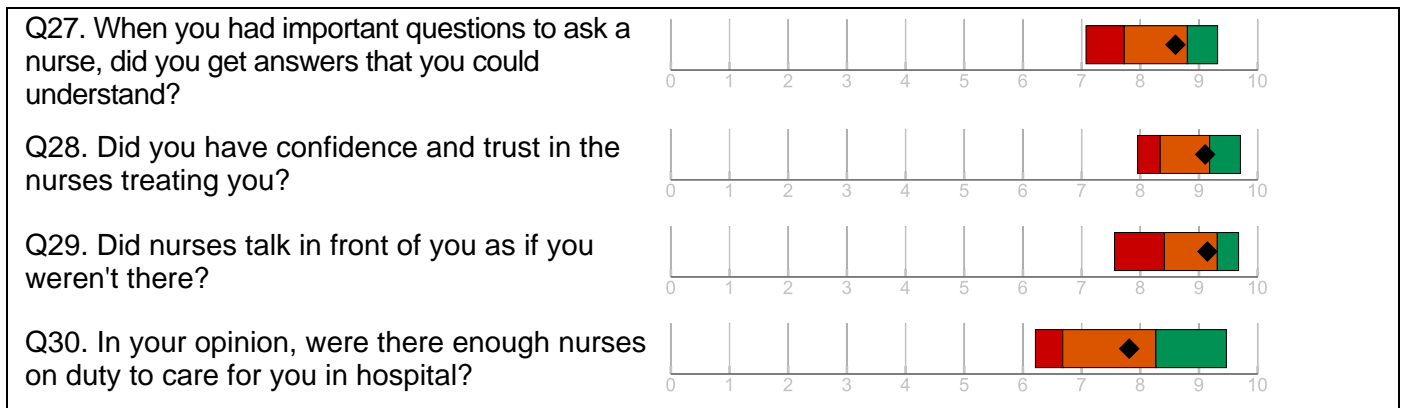 Q27. When you had important questions to ask a
nurse, did you get answers that you could
understand?
0 1 2 3 4 5 6 7 8 9 10
Q28. Did you have confidence and trust in the
nurses treating you?
0 1 2 3 4 5 6 7 8 9 10
Q29. Did nurses talk in front of you as if you
weren't there?
0 1 2 3 4 5 6 7 8 9 10
Q30. In your opinion, were there enough nurses
on duty to care for you in hospital?
0 1 2 3 4 5 6 7 8 9 10